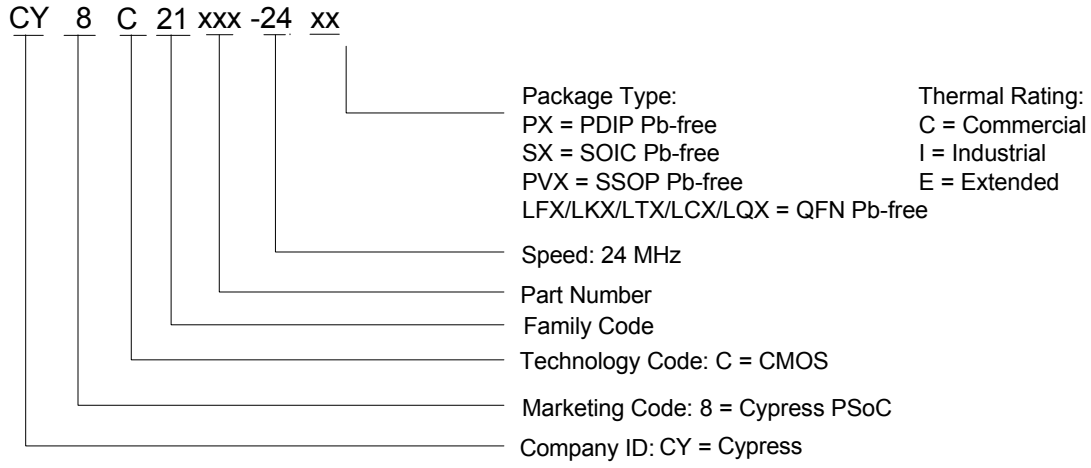 CY 8 C 21 xxx -24 xx
Package Type: Thermal Rating:
PX = PDIP Pb-free C = Commercial
SX = SOIC Pb-free I = Industrial
PVX = SSOP Pb-free E = Extended
LFX/LKX/LTX/LCX/LQX = QFN Pb-free
Speed: 24 MHz
Part Number
Family Code
Technology Code: C = CMOS
Marketing Code: 8 = Cypress PSoC
Company ID: CY = Cypress